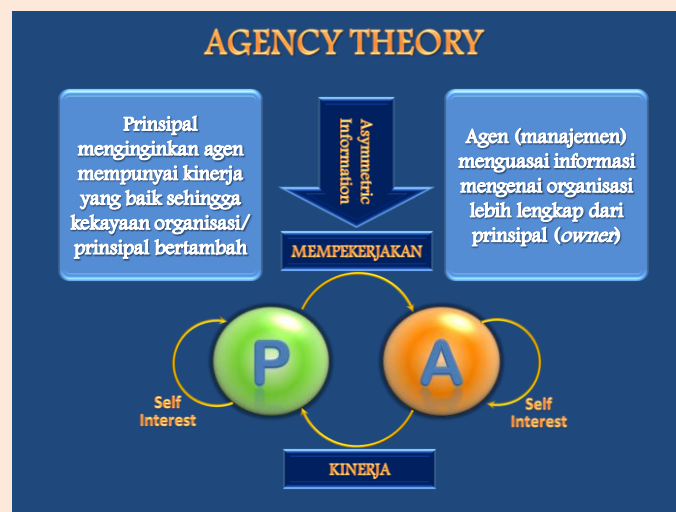 AGENCY THEORY
Prinsipal
menginginkan agen
mempunyai kinerja
yang baik sehingga
kekayaan organisasi/
prinsipal bertambah
Asymmetric
Information
Agen (manajemen)
menguasai informasi
mengenai organisasi
lebih lengkap dari
prinsipal (owner)
MEMPEKERJAKAN
P
A
Self
Interest
Self
Interest
KINERJA